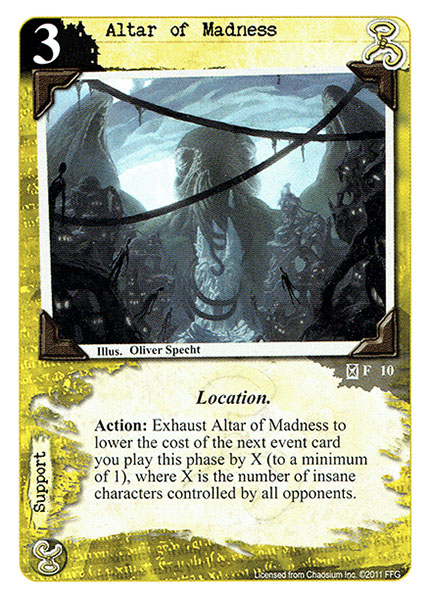 3
Altar of Madness
Illus. Oliver Specht
F 10
Location.
Action: Exhaust Altar of Madness to
lower the cost of the next event card
you play this phase by X (to a minimum
of 1), where X is the number of insane
characters controlled by all opponents.
Support
Licensed from Chaosium Inc. ©2011 FFG